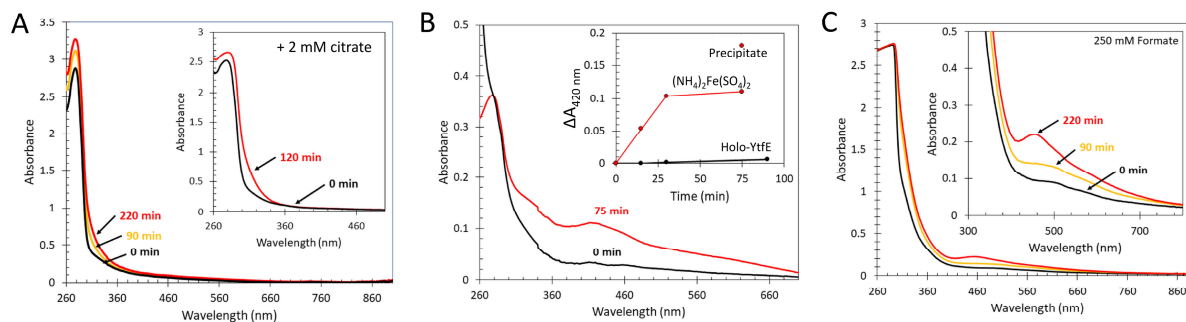 A
Absorbance
3.5
3
2.5
2
1.5
1
0.5
0
260 360 460 560 660 760 860
Wavelength (nm)
220 min
90 min
0 min
+ 2 mM citrate
Absorbance
3
2.5
2
1.5
1
0.5
0
260 360 460
Wavelength (nm)
120 min
0 min
B
Absorbance
0.5
0.4
0.3
0.2
0.1
0
260 360 460 560 660
Wavelength (nm)
75 min
0 min
ΔA420 nm
0.2
0.15
0.1
0.05
0
0 25 50 75 100
Time (min)
Precipitate
(NH4)2Fe(SO4)2
Holo-YtfE
C
Absorbance
3
2.5
2
1.5
1
0.5
0
260 360 460 560 660 760 860
Wavelength (nm)
250 mM Formate
Absorbance
0.5
0.4
0.3
0.2
0.1
0
300 500 700
Wavelength (nm)
220 min
90 min
0 min